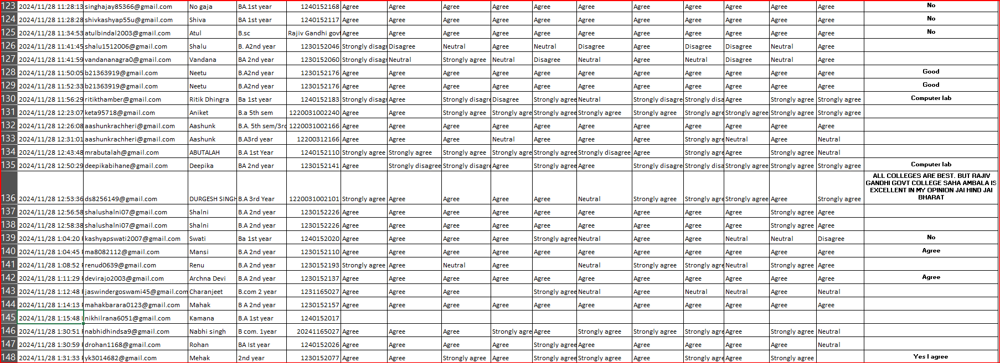 123 2024/11/28 11:28:13 singhajay85366@gmail.com No gaja BA.1st year 1240152168 Agree Agree Agree Agree Agree Agree Agree Agree Agree Agree Agree No
124 2024/11/28 11:28:28 shivkashyap55u@gmail.com Shiva BA 1st year 1240152117 Agree Agree Agree Agree Agree Agree Agree Agree Agree Agree Agree No
125 2024/11/28 11:34:53 atulbindal2003@gmail.com Atul B.sc Rajiv Gandhi govt Agree Agree Agree Agree Agree Agree Agree Agree Agree Agree Agree No
126 2024/11/28 11:41:45 shalu1512006@gmail.com Shalu B. A2nd year 1230152046 Strongly disagr Disagree Neutral Agree Neutral Disagree Agree Disagree Disagree Neutral Agree
127 2024/11/28 11:41:59 vandananagra0@gmail.com Vandana BA 2nd year 1230152060 Strongly disagr Neutral Strongly agree Neutral Disagree Neutral Agree Neutral Disagree Neutral Agree
128 2024/11/28 11:50:05 b21363919@gmail.com Neetu B.A2nd year 1230152176 Agree Agree Agree Agree Agree Agree Agree Agree Agree Agree Agree Good
129 2024/11/28 11:52:33 b21363919@gmail.com Neetu B.A2nd year 1230152176 Agree Agree Agree Agree Agree Agree Agree Agree Agree Agree Agree Good
130 2024/11/28 11:56:29 ritikthamber@gmail.com Ritik Dhingra Ba 1st year 1240152183 Strongly disagr Agree Strongly disagre Disagree Strongly agree Neutral Strongly disagre Strongly disa Agree Strongly agree Strongly agree Computer lab
131 2024/11/28 12:23:07 keta95718@gmail.com Aniket B.a 5th sem 1220031002240 Agree Agree Strongly agree Strongly agre Strongly agree Strongly agree Strongly agree Strongly agre Strongly agree Strongly agree Strongly agree
132 2024/11/28 12:26:08 aashunkrachheri@gmail.com Aashunk B.A. 5th sem/3rd 1220031002166 Agree Agree Agree Agree Agree Agree Agree Agree Agree Agree Agree
133 2024/11/28 12:31:01 aashunkrachheri@gmail.com Aashunk B.A3rd year 12200312166 Agree Agree Agree Neutral Agree Agree Agree Strongly agre Neutral Agree Neutral
134 2024/11/28 12:43:48 mrabutalah@gmail.com ABUTALAH B.A 1st Year 1240152110 Strongly agree Strongly agree Strongly agree Strongly agre Strongly agree Strongly disagree Agree Strongly agre Agree Strongly agree Neutral
135 2024/11/28 12:50:29 deepikabihane@gmail.com Deepika BA 2nd year 1230152141 Agree Strongly disagree Strongly disagre Agree Strongly agree Agree Strongly disagre Strongly disa Strongly agree Strongly agree Strongly agree Computer lab
ALL COLLEGES ARE BEST. BUT RAJIV
GANDHI GOVT COLLEGE SAHA AMBALA IS
EXCELLENT IN MY OPINION JAI HIND JAI
BHARAT
136 2024/11/28 12:53:36 ds8256149@gmail.com DURGESH SINGH B.A 3rd Year 1220031002101 Strongly agree Agree Agree Agree Agree Neutral Strongly agree Strongly agre Strongly agree Agree Strongly agree
137 2024/11/28 12:56:58 shalushalni07@gmail.com Shalni B.A 2nd year 1230152226 Agree Agree Agree Agree Agree Agree Agree Agree Agree Strongly agree Agree
138 2024/11/28 12:58:38 shalushalni07@gmail.com Shalni B.A 2nd year 1230152226 Agree Agree Agree Agree Agree Agree Agree Agree Agree Strongly agree Agree
139 2024/11/28 1:04:20 kashyapswati2007@gmail.com Swati Ba 1st year 1240152020 Agree Agree Agree Agree Strongly agree Neutral Agree Agree Neutral Neutral Disagree No
140 2024/11/28 1:04:45 ma8082112@gmail.com Mansi B.A 2nd year 1230152110 Agree Agree Agree Agree Agree Agree Agree Agree Agree Agree Agree Agree
141 2024/11/28 1:08:52 renud0639@gmail.com Renu B.A 2nd year 1230152193 Strongly agree Agree Neutral Agree Neutral Strongly agree Strongly agre Neutral Strongly agree Agree
142 2024/11/28 1:11:29 devirajo2003@gmail.com Archna Devi B.A 2nd year 1230152137 Agree Agree Agree Agree Agree Agree Agree Agree Agree Agree Agree Agree
143 2024/11/28 1:12:48 jaswindergoswami45@gmail.com Charanjeet B.com 2 year 1231165027 Agree Agree Agree Strongly agree Neutral Agree Neutral Neutral Agree Neutral
144 2024/11/28 1:14:13 mahakbarara0123@gmail.com Mahak B A 2nd year 1230152157 Agree Agree Agree Agree Agree Agree Agree Agree Agree Agree Agree
145 2024/11/28 1:15:48 nikhilrana6051@gmail.com Kamana B.A 1st year 1240152017
146 2024/11/28 1:30:51 nabhidhindsa9@gmail.com Nabhi singh B com. 1year 20241165027 Agree Agree Agree Strongly agre Agree Strongly agree Strongly agree Strongly agre Agree Strongly agree Neutral
147 2024/11/28 1:30:59 drohan1168@gmail.com Rohan BA Ist year 1240152026 Agree Agree Agree Agree Strongly agree Agree Agree Agree Agree Agree Neutral
148 2024/11/28 1:31:33 yk3014682@gmail.com Mehak 2nd year 1230152077 Agree Agree Strongly agree Agree Strongly agree Strongly agree Agree Strongly agre Agree Strongly agree Yes I agree